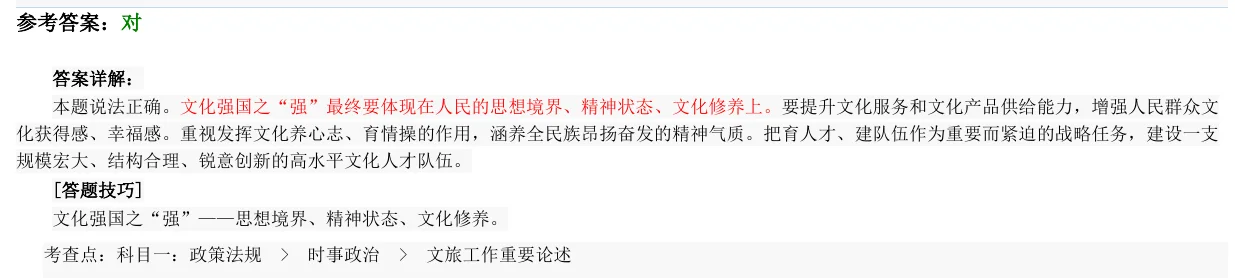 参考答案：对
答案详解：
本题说法正确。文化强国之“强”最终要体现在人民的思想境界、精神状态、文化修养上。要提升文化服务和文化产品供给能力，增强人民群众文
化获得感、幸福感。重视发挥文化养心志、育情操的作用，涵养全民族昂扬奋发的精神气质。把育人才、建队伍作为重要而紧迫的战略任务，建设一支
规模宏大、结构合理、锐意创新的高水平文化人才队伍。
[答题技巧]
文化强国之“强”——思想境界、精神状态、文化修养。
考查点：科目一：政策法规 > 时事政治 > 文旅工作重要论述